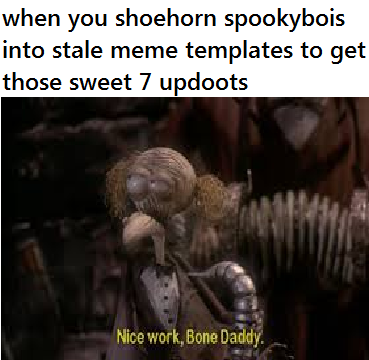 when you shoehorn spookybois
into stale meme templates to get
those sweet 7 updoots
Nice work, Bone Daddy.